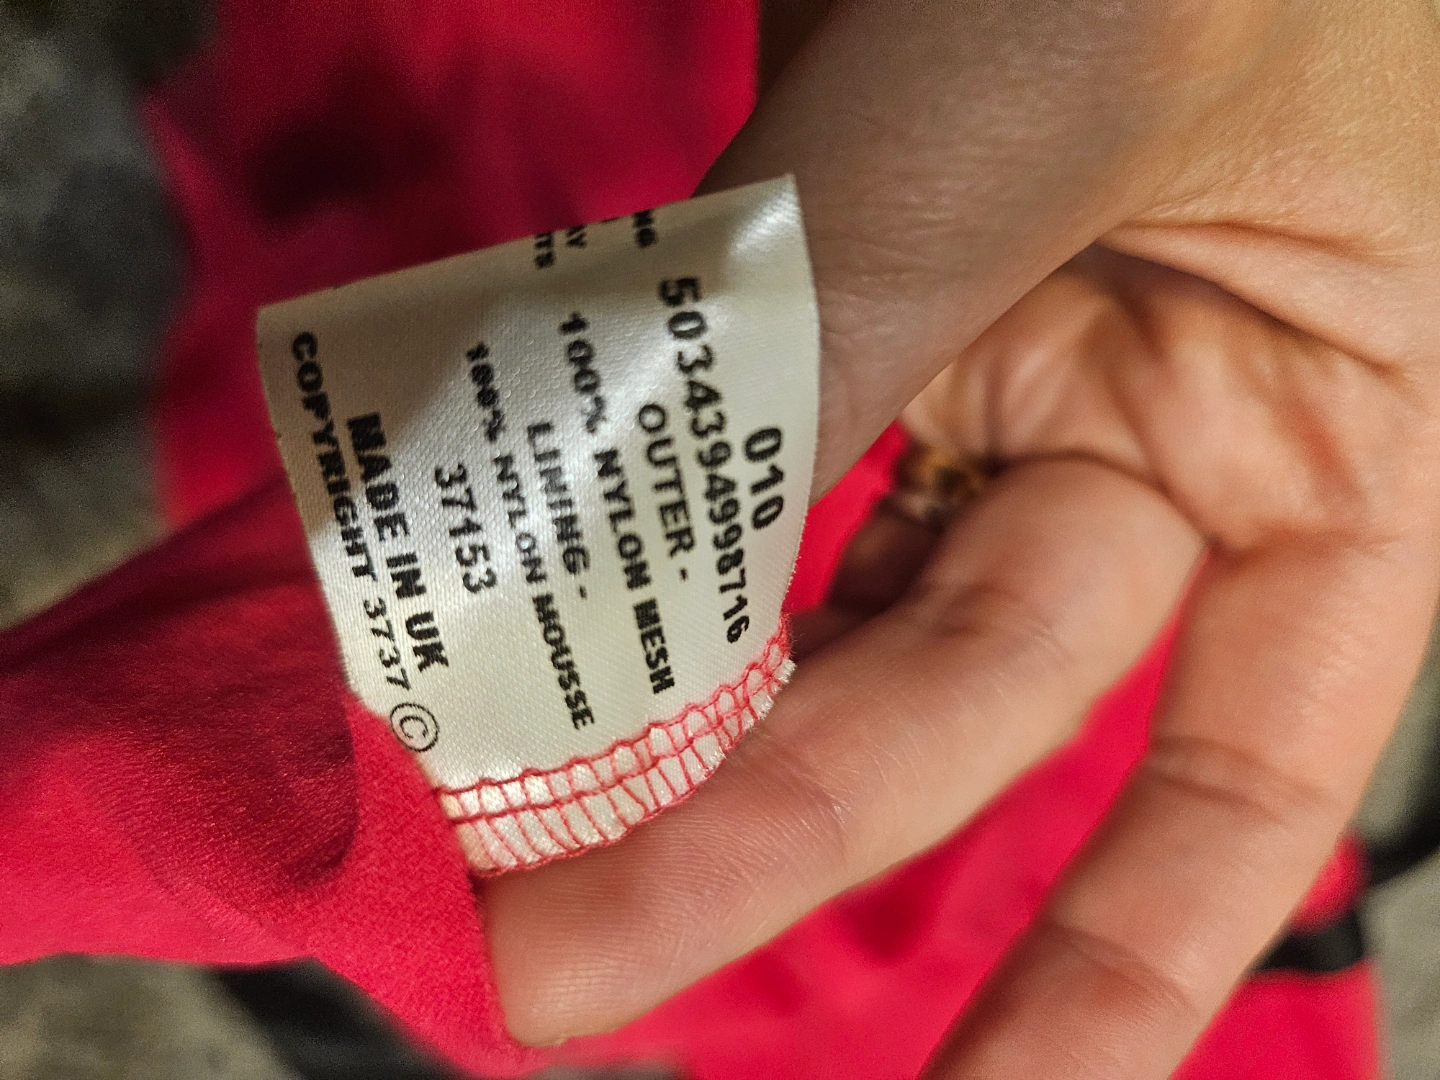 010
5034394998716
OUTER -
100% NYLON MESH
LINING -
100% NYLON MOUSSE
37153
MADE IN UK
COPYRIGHT 3737 ©